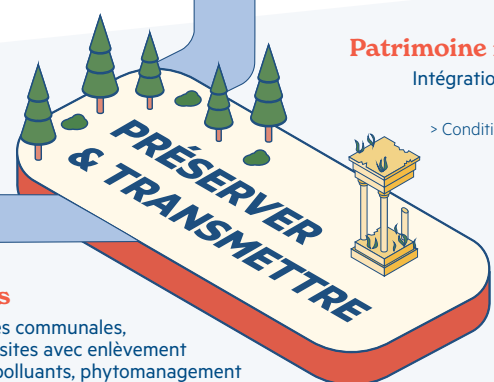 Patrimoine
Intégratio
> Conditi
PRÉSERVER
& TRANSMETTRE
s
es communales,
sites avec enlèvement
polluants, phytomanagement